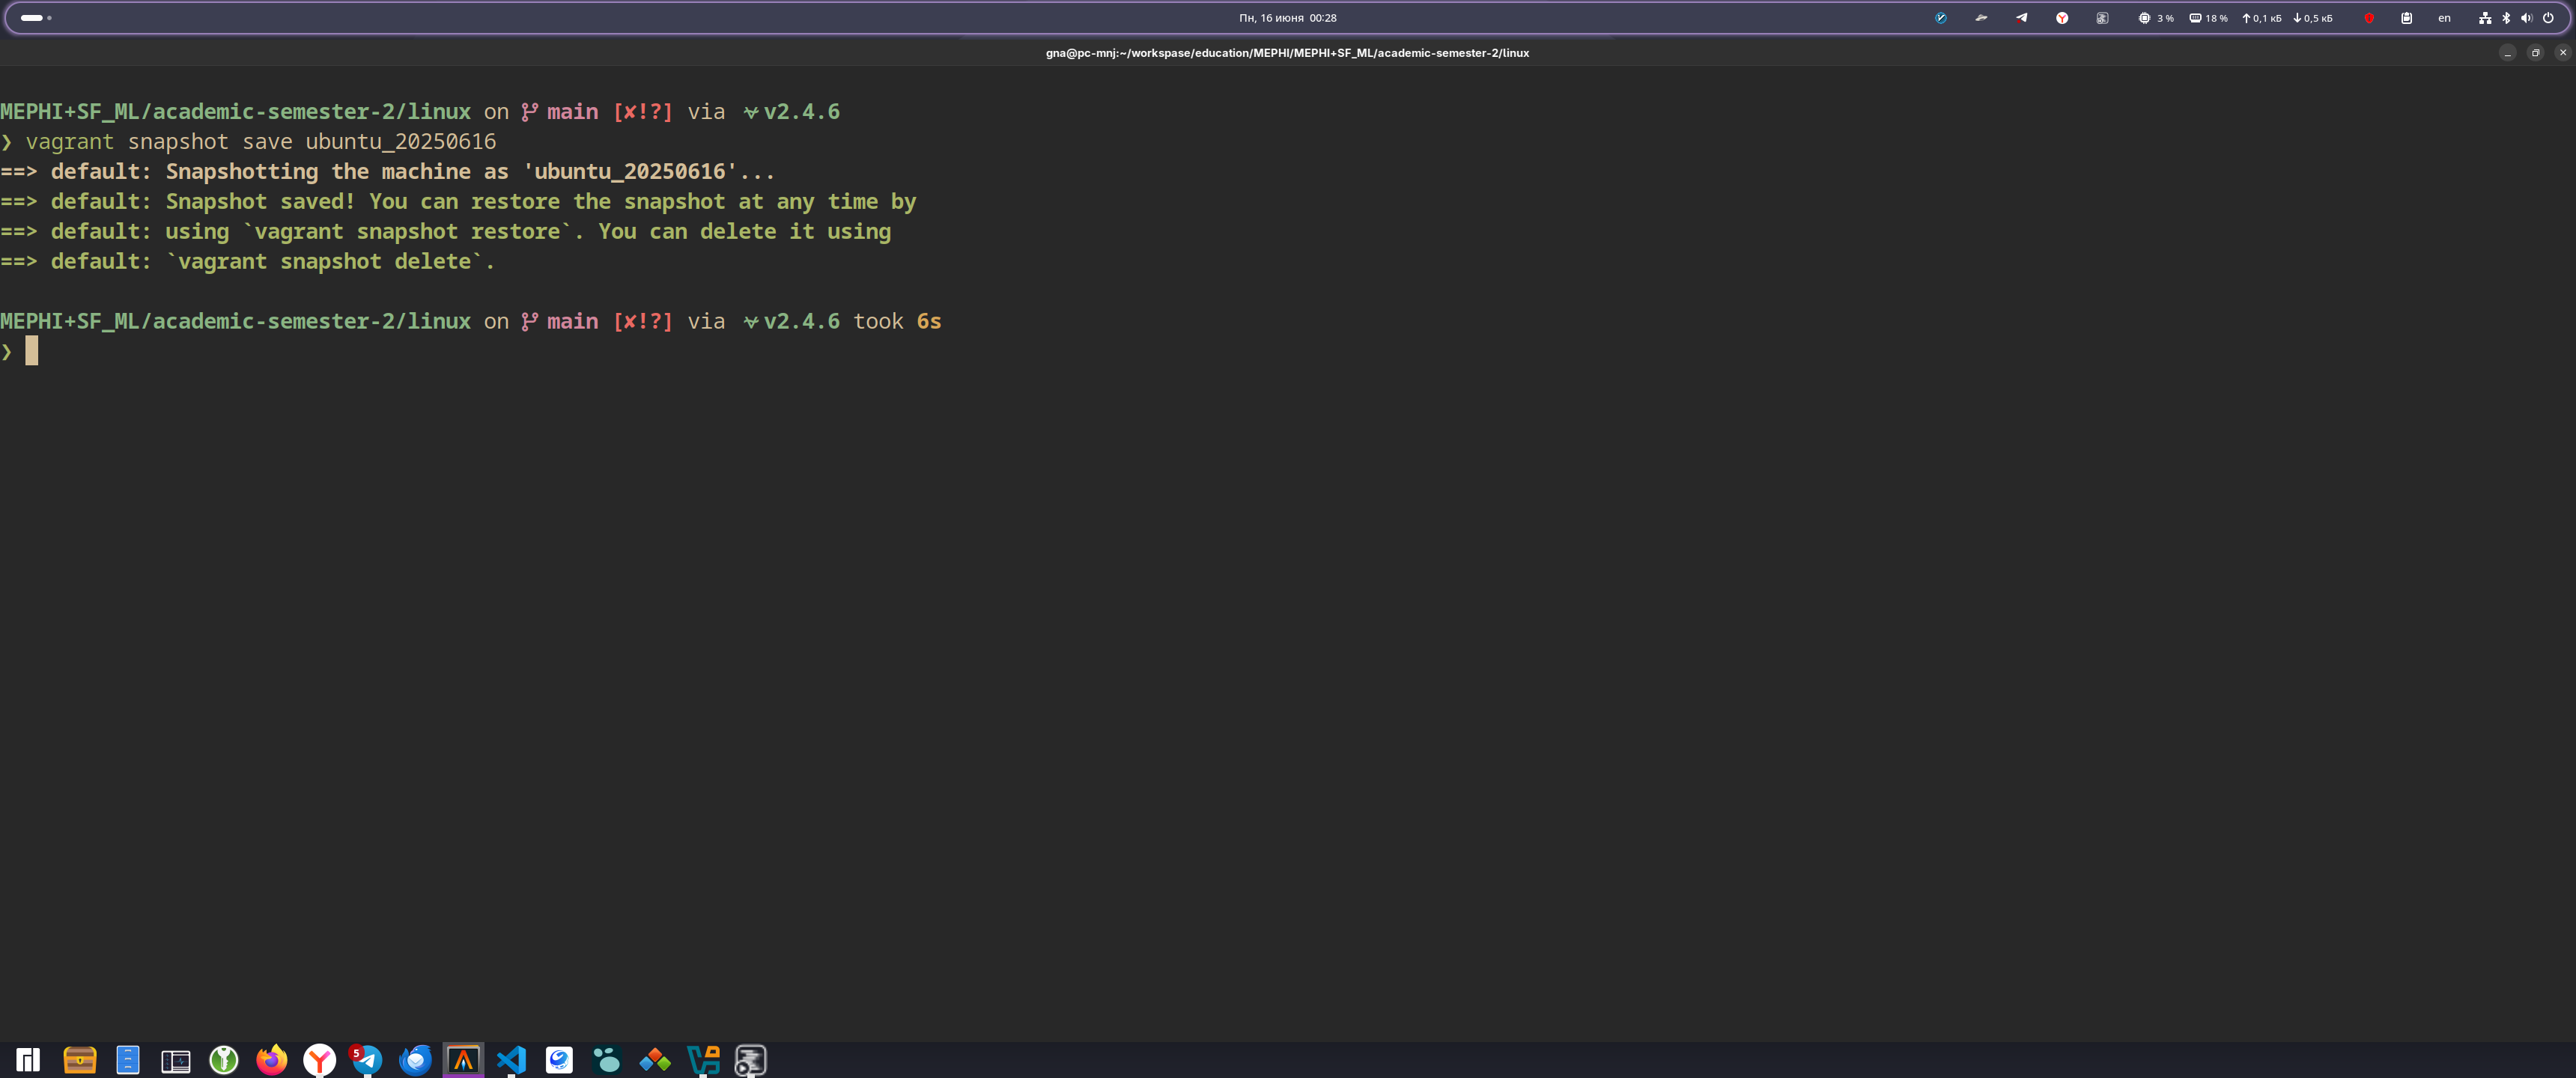 Пн, 16 июня 00:28
3 %
18 %
0,1 кБ
0,5 кБ
en
gna@pc-mnj:~/workspase/education/MEPHI/MEPHI+SF_ML/academic-semester-2/linux
MEPHI+SF_ML/academic-semester-2/linux on main [✘!?] via v2.4.6
❯ vagrant snapshot save ubuntu_20250616
==> default: Snapshotting the machine as 'ubuntu_20250616'...
==> default: Snapshot saved! You can restore the snapshot at any time by
==> default: using `vagrant snapshot restore`. You can delete it using
==> default: `vagrant snapshot delete`.
MEPHI+SF_ML/academic-semester-2/linux on main [✘!?] via v2.4.6 took 6s
❯
5